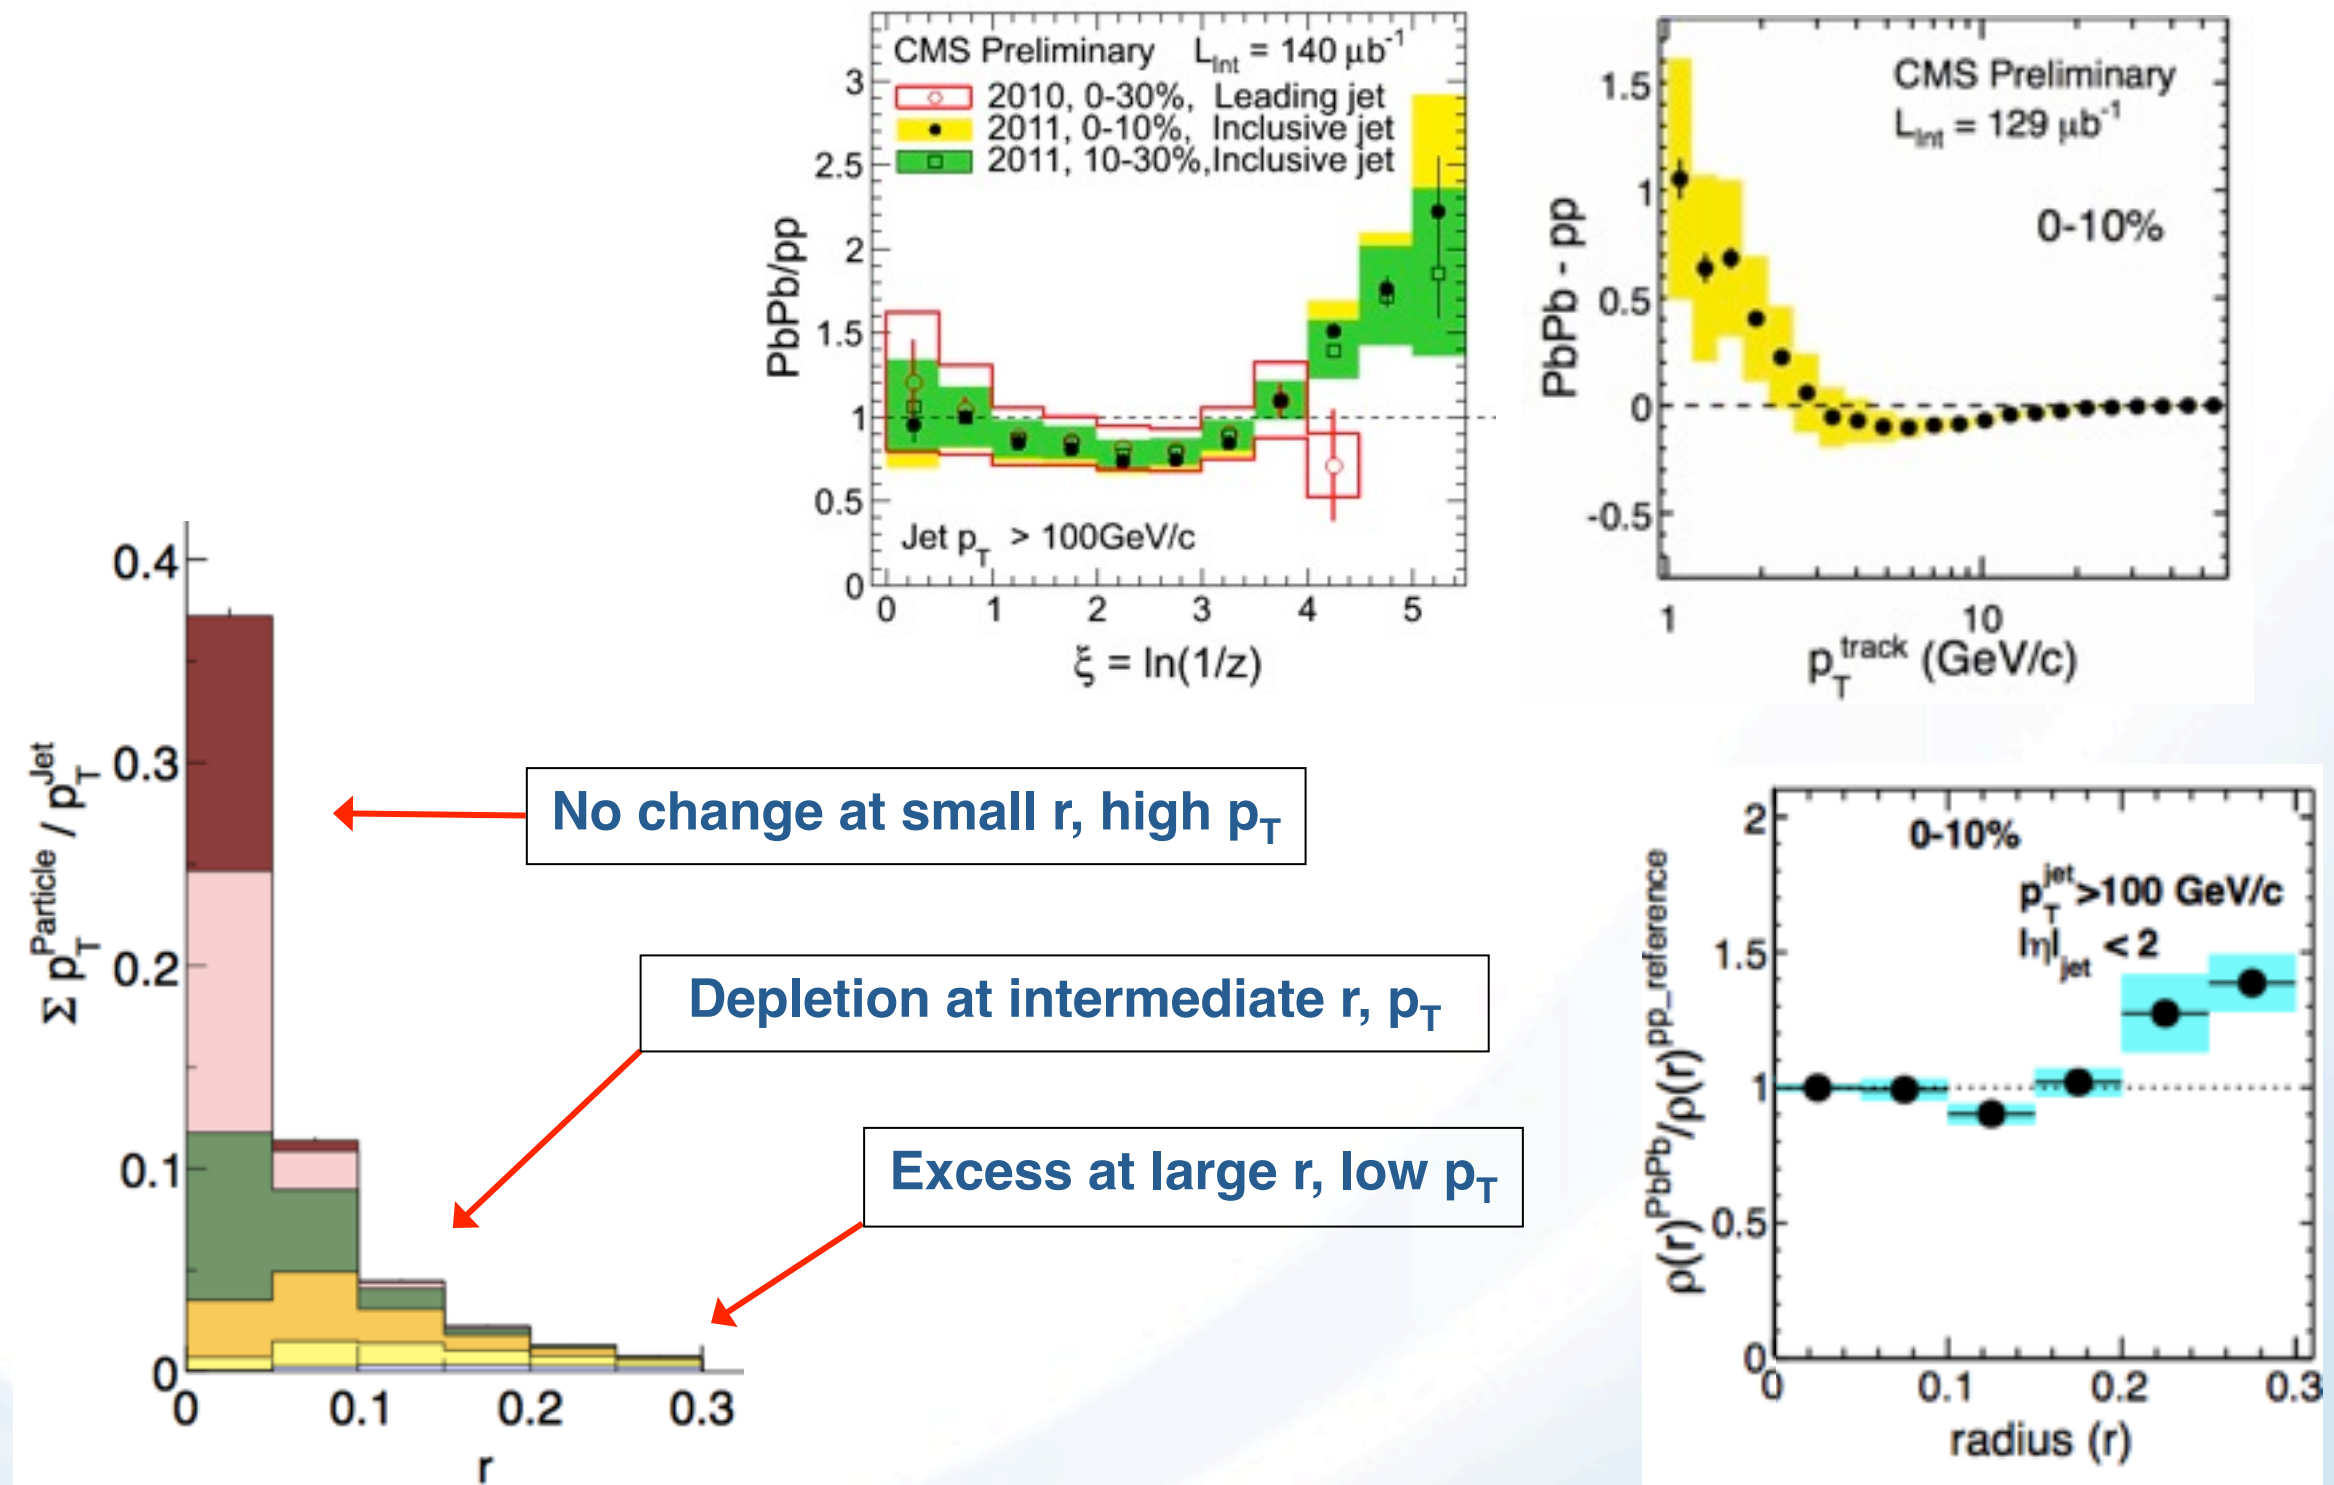 CMS Preliminary L_Int = 140 μb⁻¹
2010, 0-30%, Leading jet
2011, 0-10%, Inclusive jet
2011, 10-30%, Inclusive jet
PbPb/pp
3
2.5
2
1.5
1
0.5
0
Jet p_T > 100GeV/c
0 1 2 3 4 5
ξ = ln(1/z)
CMS Preliminary
L_Int = 129 μb⁻¹
0-10%
PbPb - pp
1.5
1
0.5
0
-0.5
1 10
p_T^track (GeV/c)
Σ p_T^Particle / p_T^Jet
0.4
0.3
0.2
0.1
0
0 0.1 0.2 0.3
r
No change at small r, high p_T
Depletion at intermediate r, p_T
Excess at large r, low p_T
0-10%
p_T^jet >100 GeV/c
|η|_jet < 2
ρ(r)^PbPb/ρ(r)^pp_reference
2
1.5
1
0.5
0
0 0.1 0.2 0.3
radius (r)